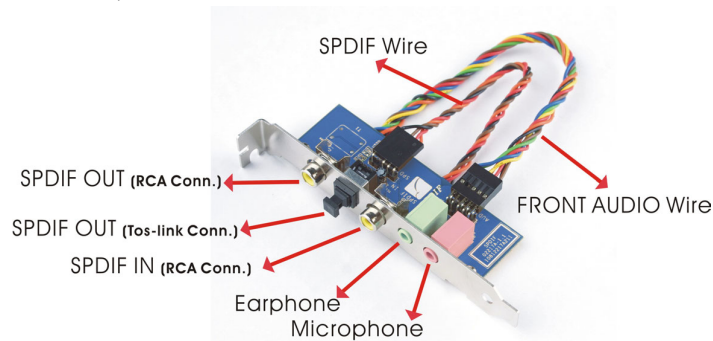 SPDIF Wire
SPDIF OUT (RCA Conn.)
SPDIF OUT (Tos-link Conn.)
SPDIF IN (RCA Conn.)
FRONT AUDIO Wire
Earphone
Microphone